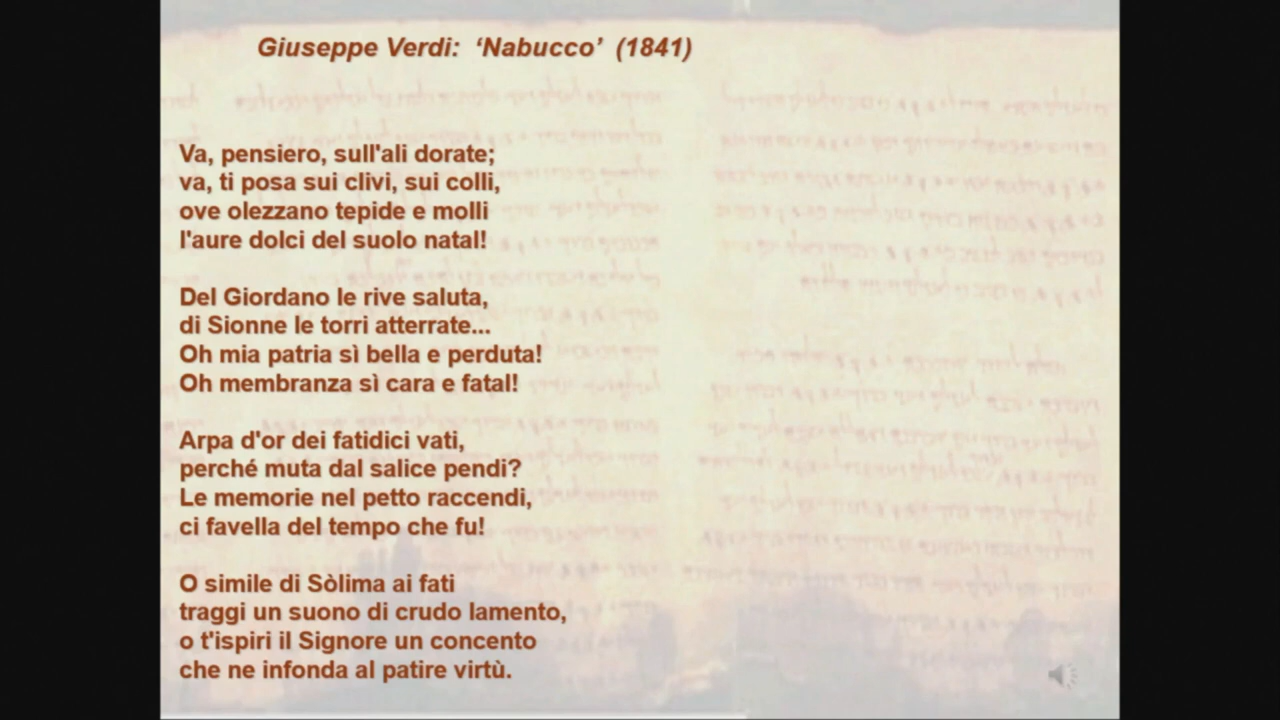 Giuseppe Verdi: ‘Nabucco’ (1841)
Va, pensiero, sull'ali dorate;
va, ti posa sui clivi, sui colli,
ove olezzano tepide e molli
l'aure dolci del suolo natal!
Del Giordano le rive saluta,
di Sionne le torri atterrate...
Oh mia patria sì bella e perduta!
Oh membranza sì cara e fatal!
Arpa d'or dei fatidici vati,
perché muta dal salice pendi?
Le memorie nel petto raccendi,
ci favella del tempo che fu!
O simile di Sòlima ai fati
traggi un suono di crudo lamento,
o t'ispiri il Signore un concento
che ne infonda al patire virtù.